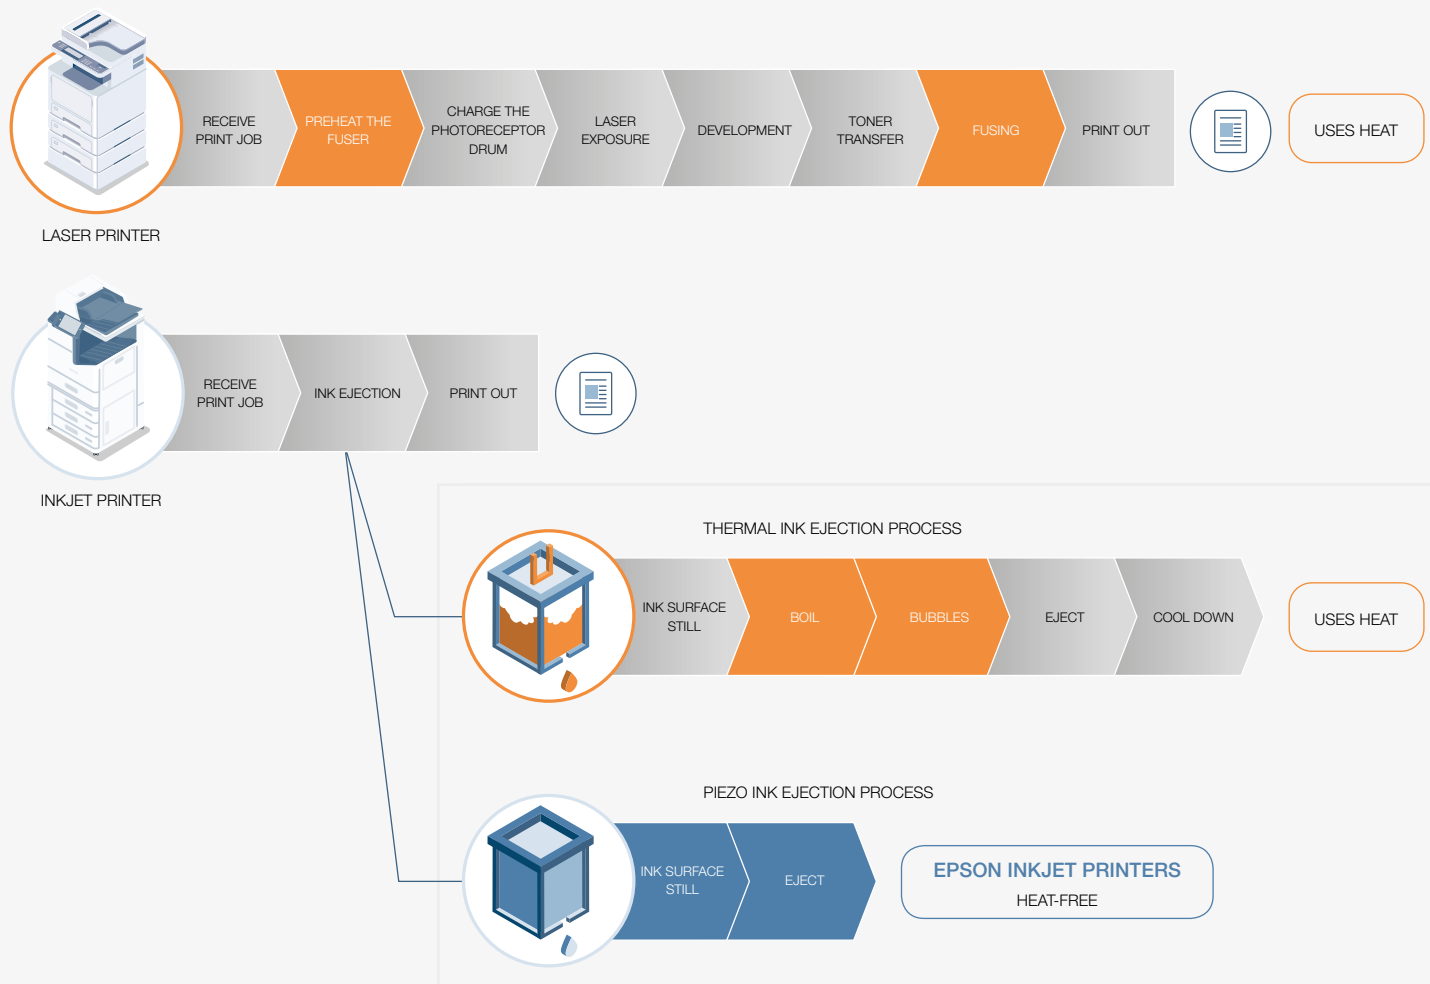 RECEIVE
PRINT JOB
PREHEAT THE
FUSER
CHARGE THE
PHOTORECEPTOR
DRUM
LASER
EXPOSURE
DEVELOPMENT
TONER
TRANSFER
FUSING
PRINT OUT
USES HEAT
LASER PRINTER
RECEIVE
PRINT JOB
INK EJECTION
PRINT OUT
INKJET PRINTER
THERMAL INK EJECTION PROCESS
INK SURFACE
STILL
BOIL
BUBBLES
EJECT
COOL DOWN
USES HEAT
PIEZO INK EJECTION PROCESS
INK SURFACE
STILL
EJECT
EPSON INKJET PRINTERS
HEAT-FREE